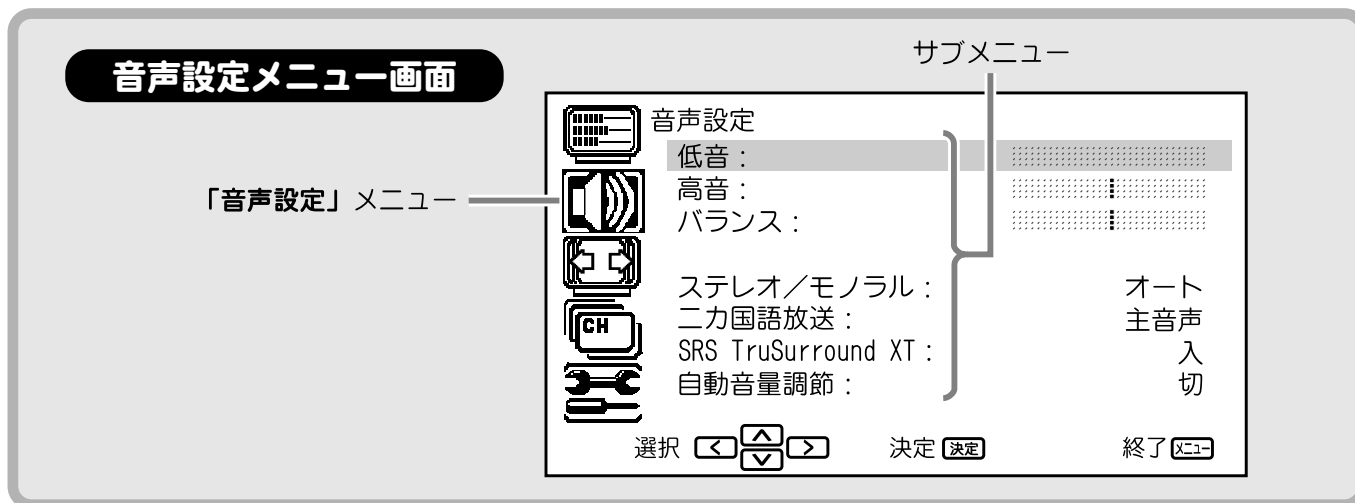 サブメニュー
音声設定メニュー画面
音声設定
低音：
高音：
「音声設定」メニュー
バランス：
ステレオ／モノラル： オート
二カ国語放送： 主音声
CH
SRS TruSurround XT： 入
自動音量調節： 切
選択 決定 決定 終了 メニュー